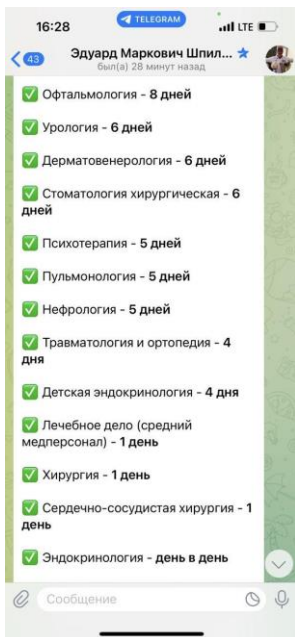 16:28
TELEGRAM
LTE
43
Эдуард Маркович Шпил...
был(а) 28 минут назад
Офтальмология - 8 дней
Урология - 6 дней
Дерматовенерология - 6 дней
Стоматология хирургическая - 6
дней
Психотерапия - 5 дней
Пульмонология - 5 дней
Нефрология - 5 дней
Травматология и ортопедия - 4
дня
Детская эндокринология - 4 дня
Лечебное дело (средний
медперсонал) - 1 день
Хирургия - 1 день
Сердечно-сосудистая хирургия - 1
день
Эндокринология - день в день
Сообщение